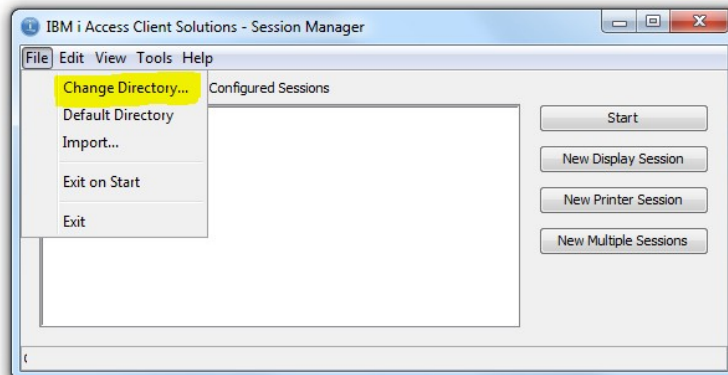 IBM i Access Client Solutions - Session Manager
File Edit View Tools Help
Change Directory... Configured Sessions
Default Directory
Import...
Exit on Start
Exit
Start
New Display Session
New Printer Session
New Multiple Sessions